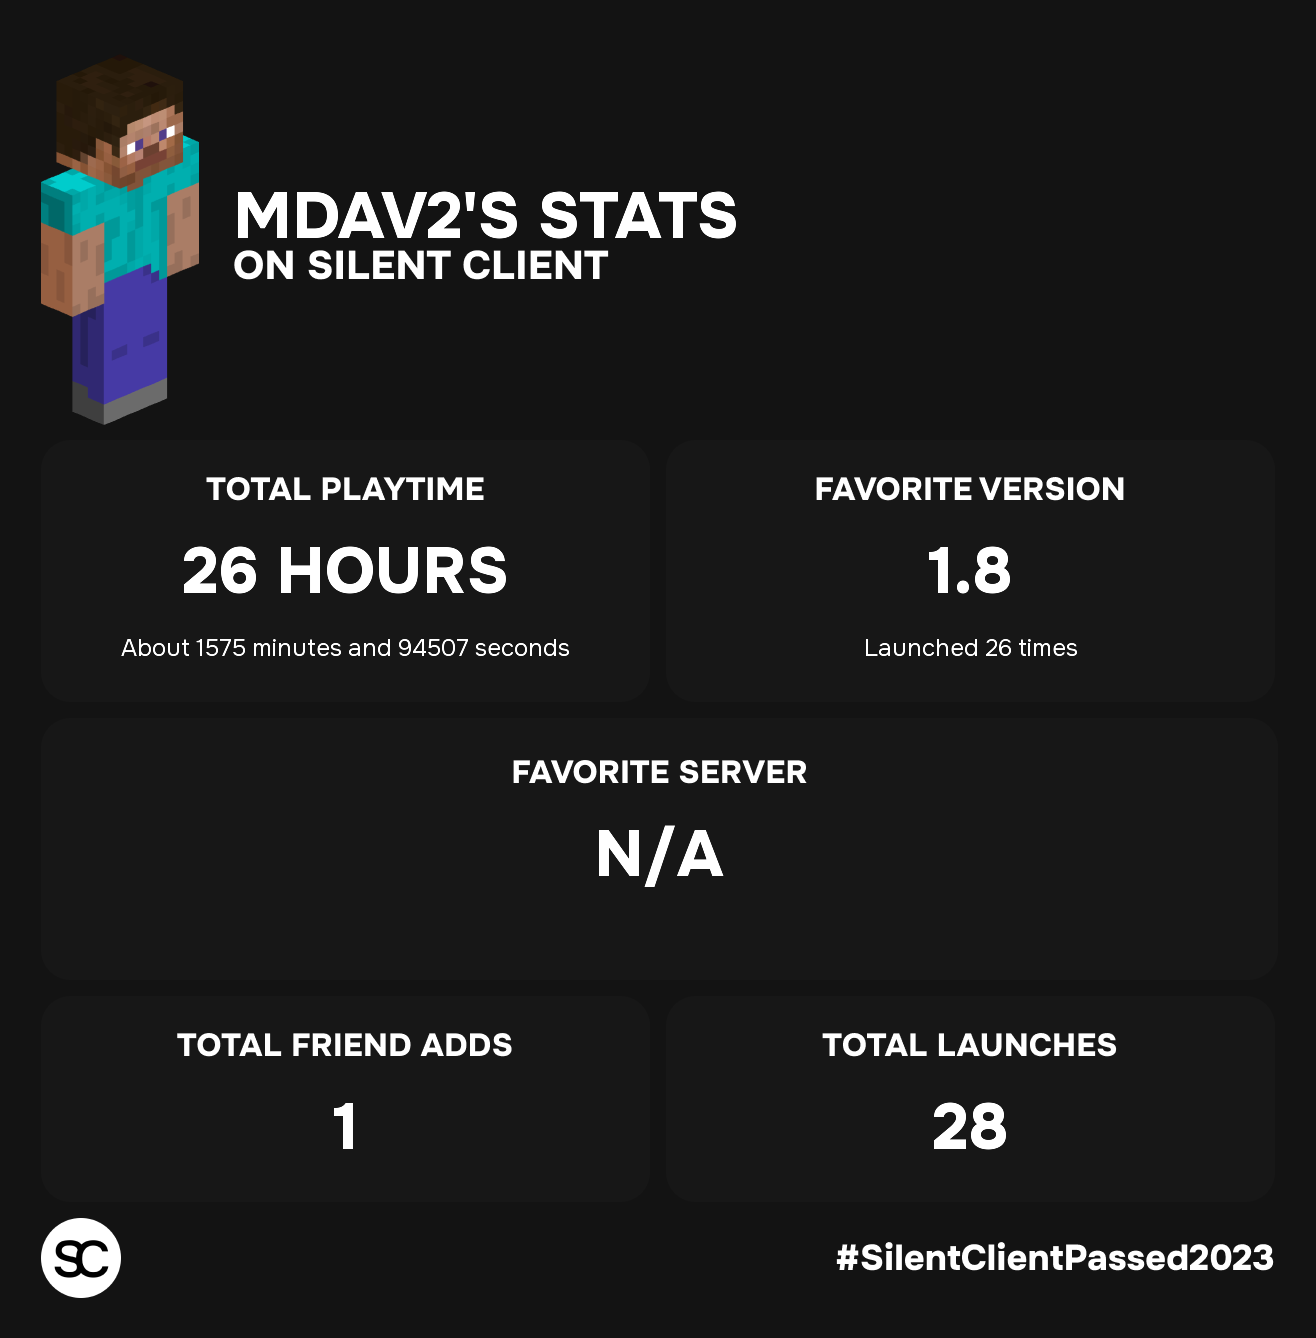 MDAV2'S STATS
ON SILENT CLIENT
TOTAL PLAYTIME
26 HOURS
About 1575 minutes and 94507 seconds
FAVORITE VERSION
1.8
Launched 26 times
FAVORITE SERVER
N/A
TOTAL FRIEND ADDS
1
TOTAL LAUNCHES
28
SC
#SilentClientPassed2023